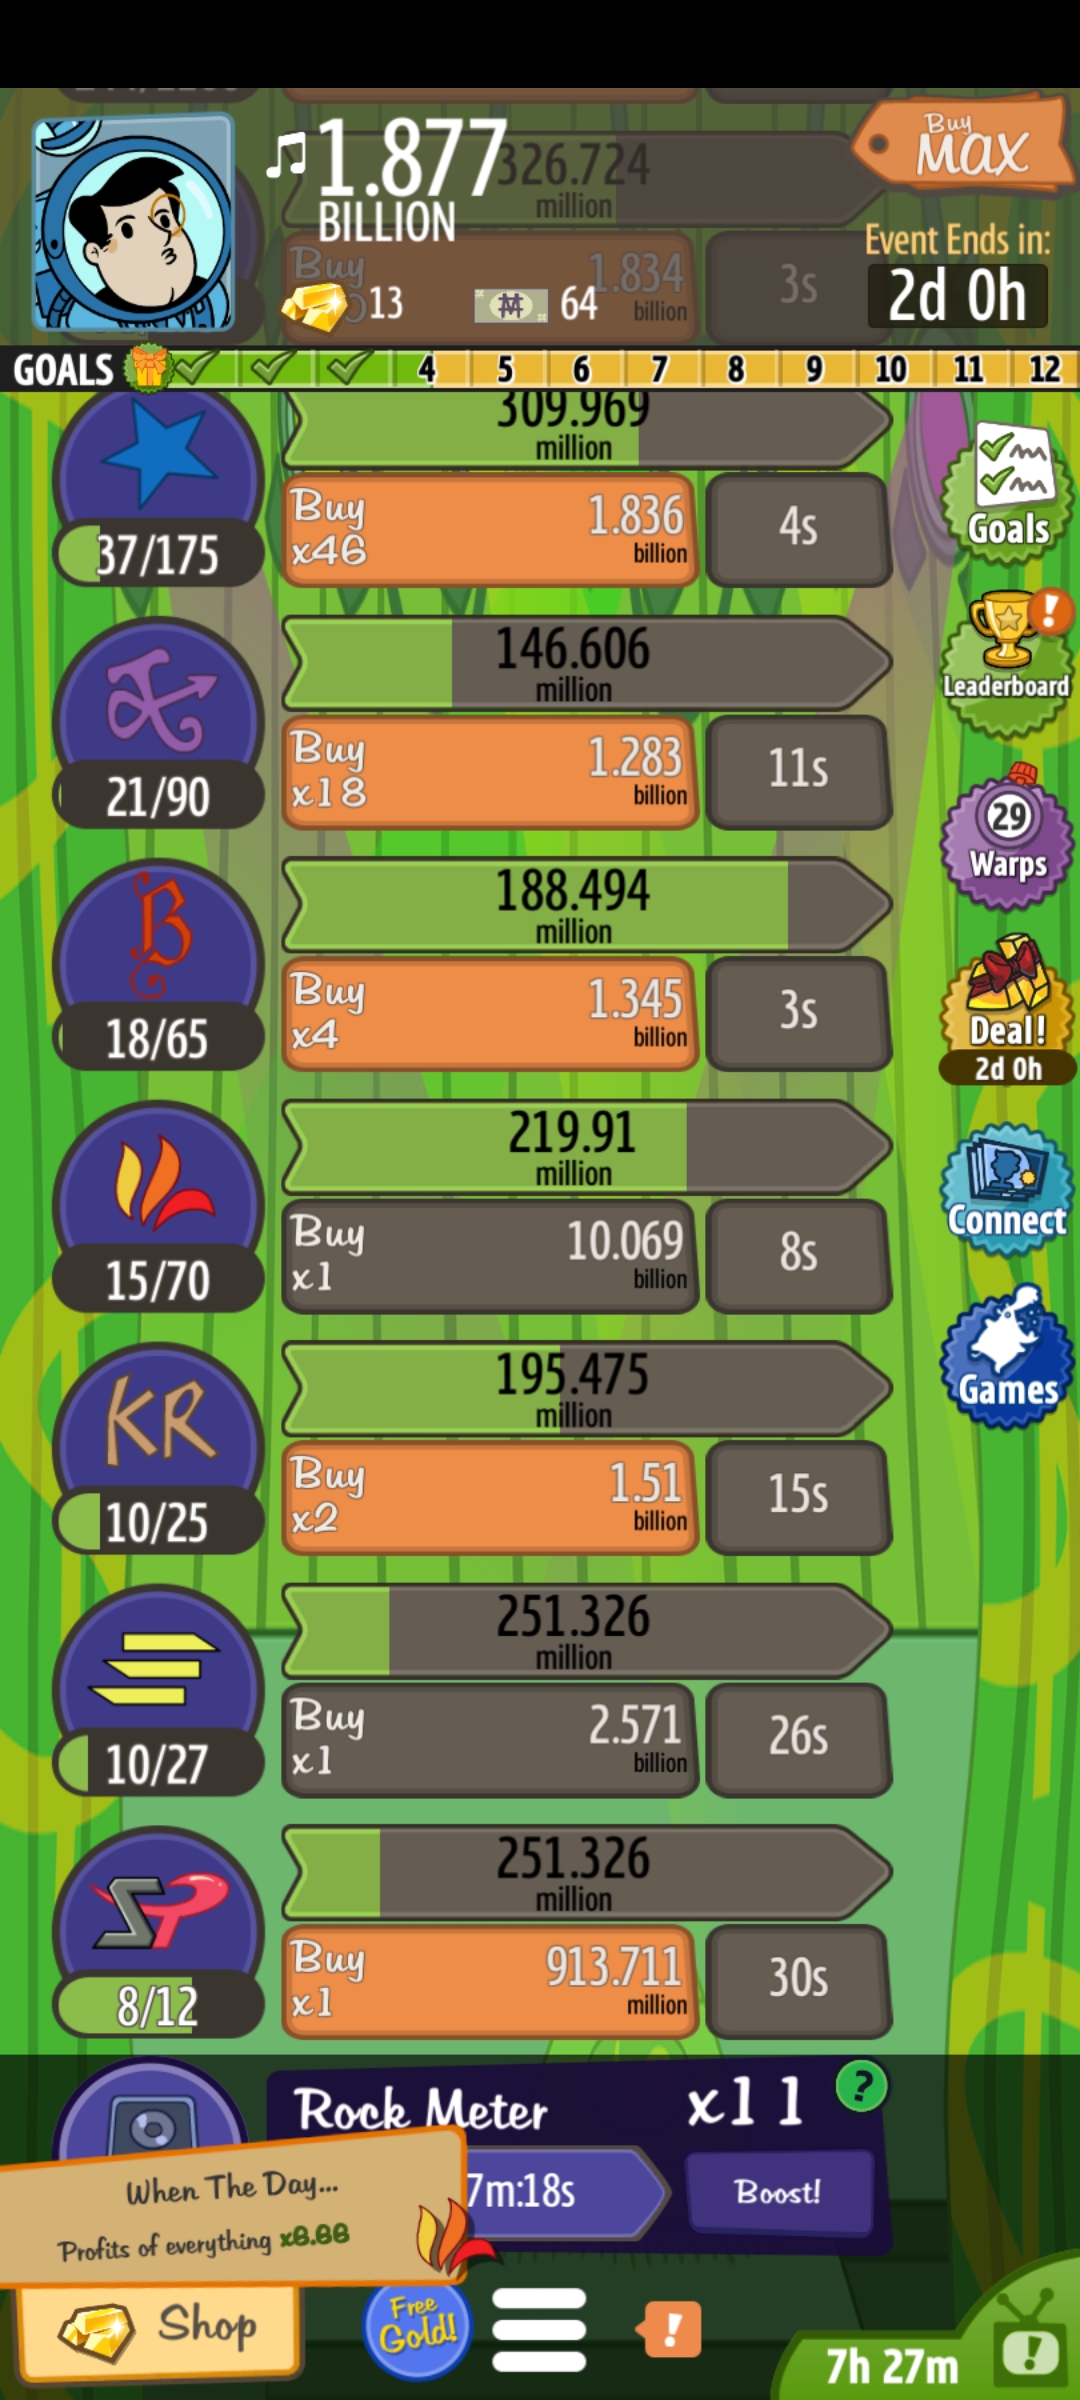 1.877
BILLION
326.724
million
Buy
MAX
Event Ends in:
2d 0h
Buy
1.834
billion
3s
13
64
GOALS
4 5 6 7 8 9 10 11 12
309.969
million
37/175
Buy
x46
1.836
billion
4s
Goals
146.606
million
21/90
Buy
x18
1.283
billion
11s
Leaderboard
29
Warps
188.494
million
18/65
Buy
x4
1.345
billion
3s
Deal!
2d 0h
219.91
million
15/70
Buy
x1
10.069
billion
8s
Connect
KR
195.475
million
10/25
Buy
x2
1.51
billion
15s
Games
251.326
million
10/27
Buy
x1
2.571
billion
26s
251.326
million
8/12
Buy
x1
913.711
million
30s
Rock Meter
x11
?
7m:18s
Boost!
When The Day...
Profits of everything
Shop
Free
Gold!
!
7h 27m
!